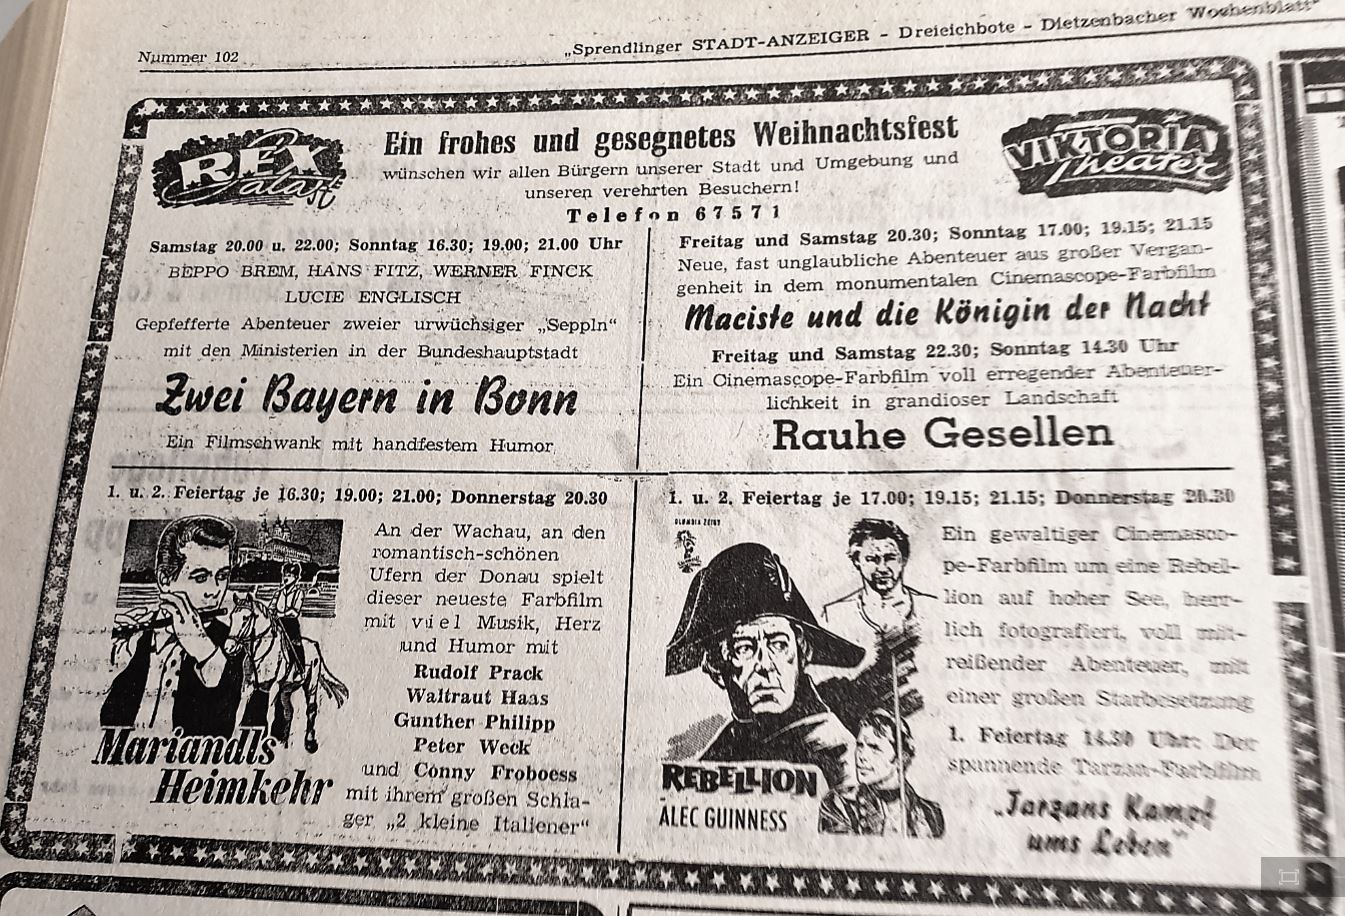 Nummer 102
„Sprendlinger STADT-ANZEIGER - Dreieichbote - Dietzenbacher Wochenblatt"
REX
Palast
Ein frohes und gesegnetes Weihnachtsfest
wünschen wir allen Bürgern unserer Stadt und Umgebung und
unseren verehrten Besuchern!
Telefon 67571
VIKTORIA
Theater
Samstag 20.00 u. 22.00; Sonntag 16.30; 19.00; 21.00 Uhr
BEPPO BREM, HANS FITZ, WERNER FINCK
LUCIE ENGLISCH
Gepfefferte Abenteuer zweier urwüchsiger „Seppln"
mit den Ministerien in der Bundeshauptstadt
Zwei Bayern in Bonn
Ein Filmschwank mit handfestem Humor
Freitag und Samstag 20.30; Sonntag 17.00; 19.15; 21.15
Neue, fast unglaubliche Abenteuer aus großer Vergan-
genheit in dem monumentalen Cinemascope-Farbfilm
Maciste und die Königin der Nacht
Freitag und Samstag 22.30; Sonntag 14.30 Uhr
Ein Cinemascope-Farbfilm voll erregender Abenteuer-
lichkeit in grandioser Landschaft
Rauhe Gesellen
1. u. 2. Feiertag je 16.30; 19.00; 21.00; Donnerstag 20.30
An der Wachau, an den
romantisch-schönen
Ufern der Donau spielt
dieser neueste Farbfilm
mit viel Musik, Herz
und Humor mit
Rudolf Prack
Waltraut Haas
Gunther Philipp
Peter Weck
und Conny Froboess
mit ihrem großen Schla-
ger „2 kleine Italiener"
Mariandls
Heimkehr
1. u. 2. Feiertag je 17.00; 19.15; 21.15; Donnerstag 20.30
REBELLION
ALEC GUINNESS
Ein gewaltiger Cinemasco-
pe-Farbfilm um eine Rebel-
lion auf hoher See, herr-
lich fotografiert, voll mit-
reißender Abenteuer, mit
einer großen Starbesetzung
1. Feiertag 14.30 Uhr: Der
spannende Tarzan-Farbfilm
„Tarzans Kampf
ums Leben"